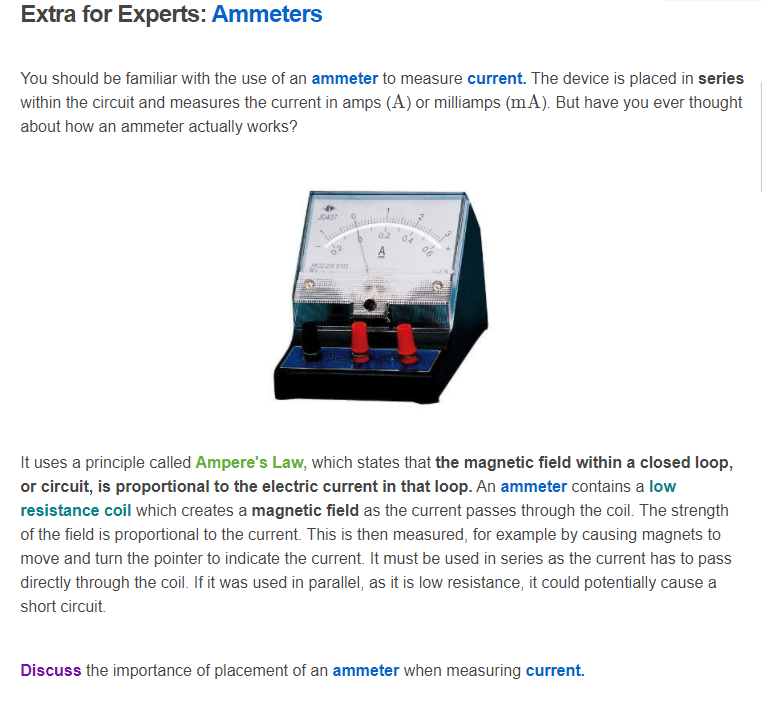 Extra for Experts: Ammeters
You should be familiar with the use of an ammeter to measure current. The device is placed in series
within the circuit and measures the current in amps (A) or milliamps (mA). But have you ever thought
about how an ammeter actually works?
J0407
0 1 2 3
0.2 0 0.2 0.4 0.6
A
It uses a principle called Ampere's Law, which states that the magnetic field within a closed loop,
or circuit, is proportional to the electric current in that loop. An ammeter contains a low
resistance coil which creates a magnetic field as the current passes through the coil. The strength
of the field is proportional to the current. This is then measured, for example by causing magnets to
move and turn the pointer to indicate the current. It must be used in series as the current has to pass
directly through the coil. If it was used in parallel, as it is low resistance, it could potentially cause a
short circuit.
Discuss the importance of placement of an ammeter when measuring current.